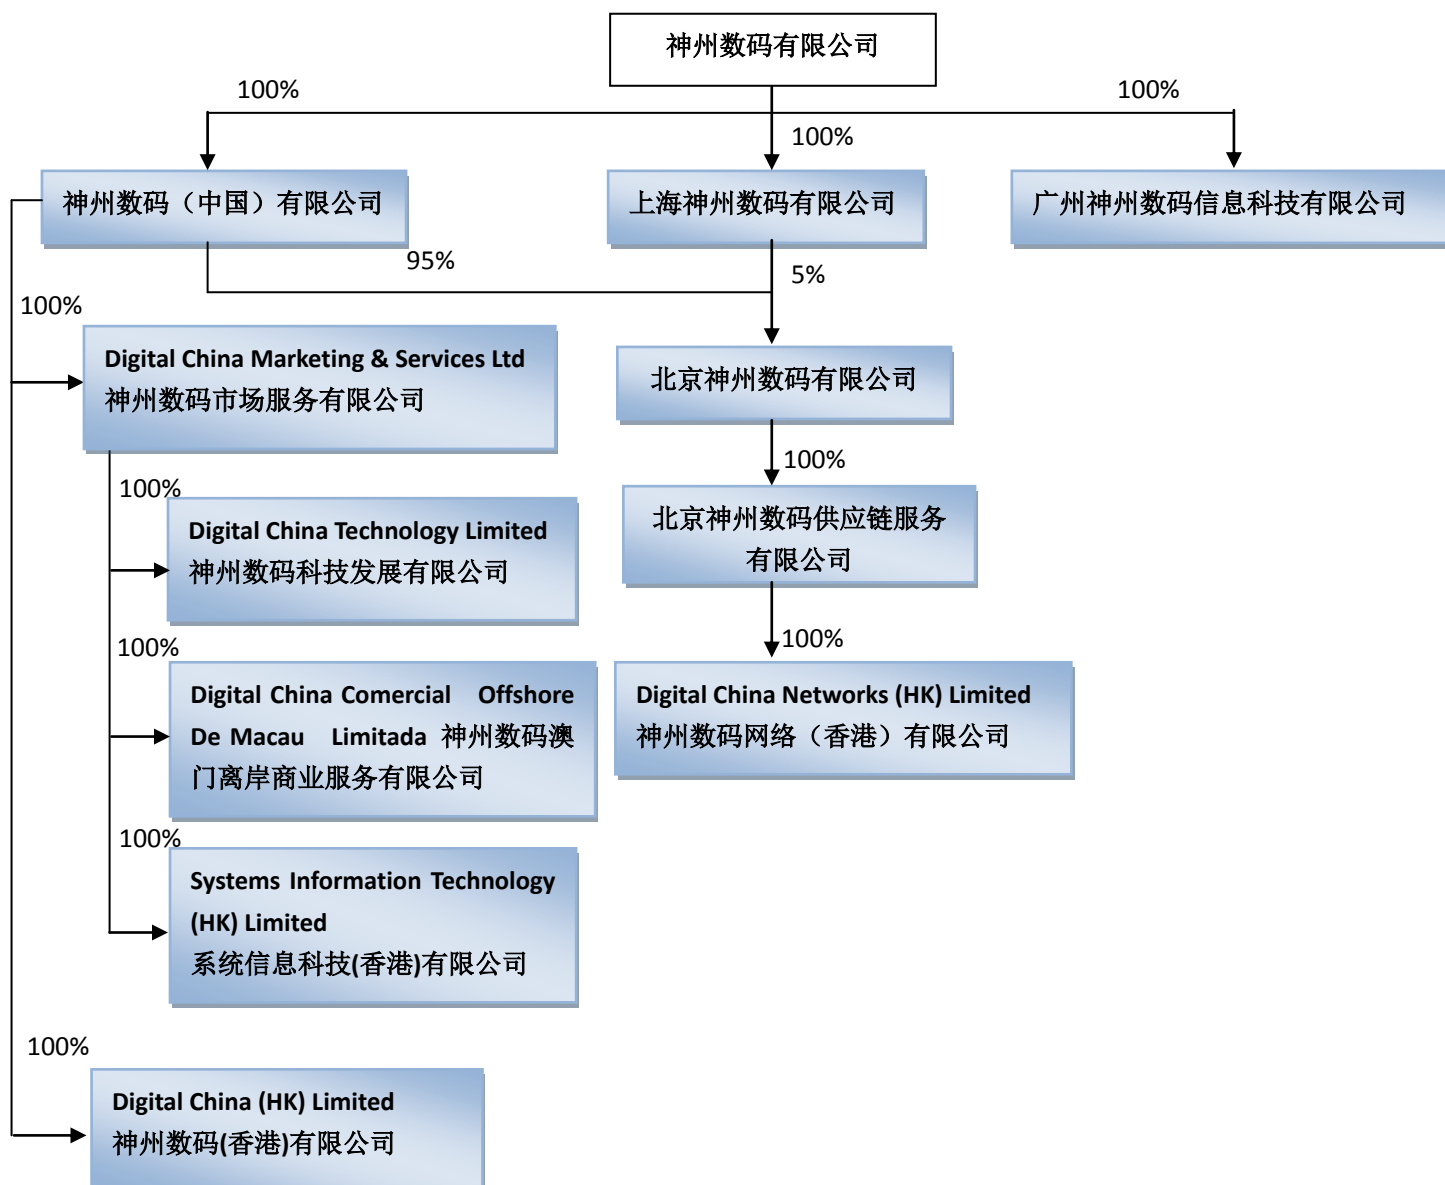 神州数码有限公司
100%
100%
100%
神州数码（中国）有限公司
上海神州数码有限公司
广州神州数码信息科技有限公司
95%
5%
100%
Digital China Marketing & Services Ltd
神州数码市场服务有限公司
北京神州数码有限公司
100%
100%
Digital China Technology Limited
神州数码科技发展有限公司
北京神州数码供应链服务
有限公司
100%
100%
Digital China Comercial Offshore
De Macau Limitada 神州数码澳
门离岸商业服务有限公司
Digital China Networks (HK) Limited
神州数码网络（香港）有限公司
100%
Systems Information Technology
(HK) Limited
系统信息科技(香港)有限公司
100%
Digital China (HK) Limited
神州数码(香港)有限公司